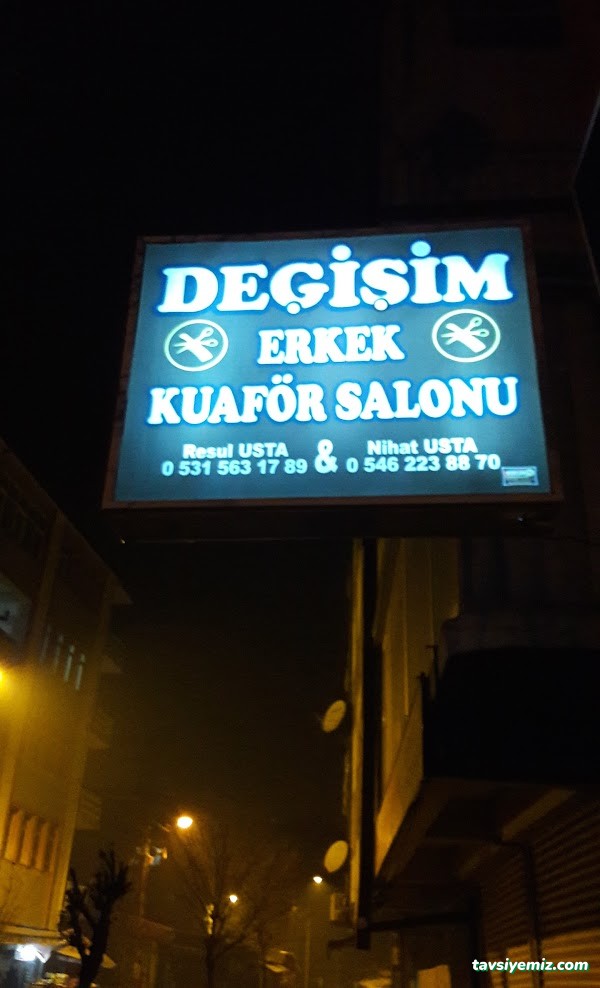 DEĢİŞİM
ERKEK
KUAFÖR SALONU
Resul USTA & Nihat USTA
0 531 563 17 89 0 546 223 88 70
tavsiyemiz.com